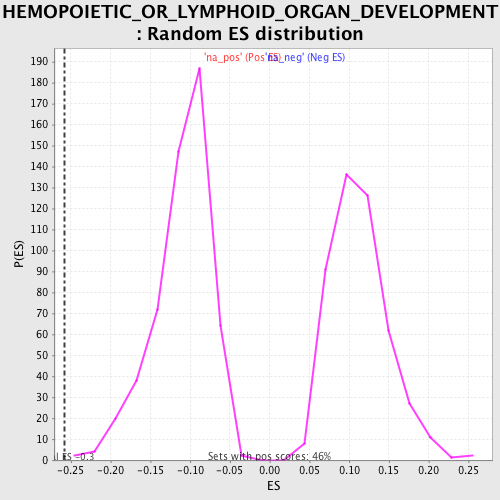 HEMOPOIETIC_OR_LYMPHOID_ORGAN_DEVELOPMENT
: Random ES distribution
'na_pos' (Pos ES)
'na_neg' (Neg ES)
190
180
170
160
150
140
130
120
110
100
90
80
70
60
50
40
30
20
10
0
P(ES)
ES -0.3
Sets with pos scores: 46%
-0.25 -0.20 -0.15 -0.10 -0.05 0.00 0.05 0.10 0.15 0.20 0.25
ES